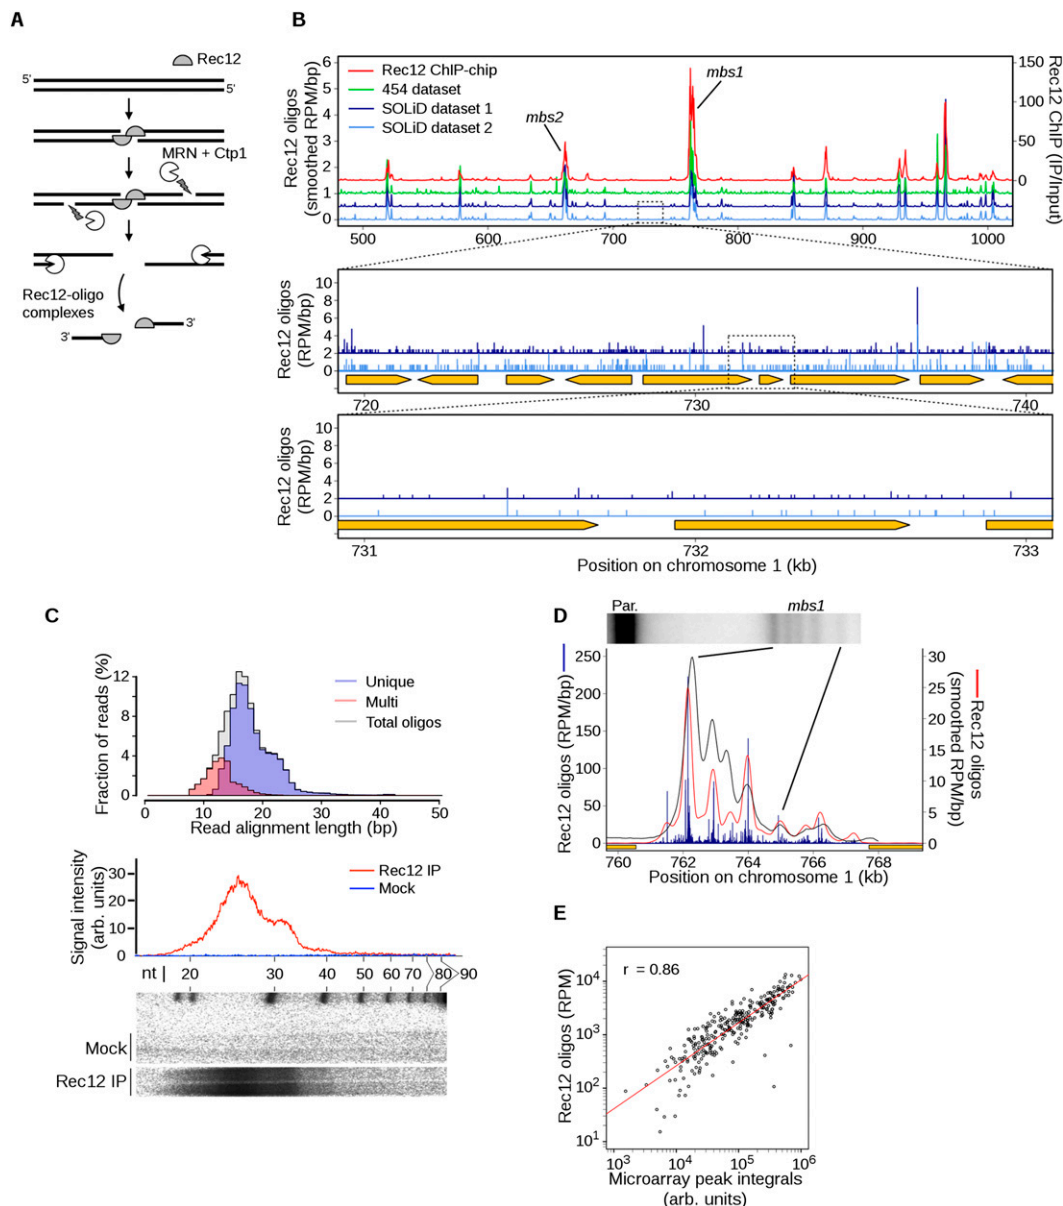 A
Rec12
5'
5'
MRN + Ctp1
Rec12-oligo
complexes
3'
3'
B
Rec12 oligos
(smoothed RPM/bp)
6
5
4
3
2
1
0
Rec12 ChIP-chip
454 dataset
SOLiD dataset 1
SOLiD dataset 2
mbs2
mbs1
150
100
50
0
Rec12 ChIP (IP/Input)
500 600 700 800 900 1000
Rec12 oligos
(RPM/bp)
10
8
6
4
2
0
720 730 740
Rec12 oligos
(RPM/bp)
10
8
6
4
2
0
731 732 733
Position on chromosome 1 (kb)
C
Fraction of reads (%)
12
8
4
0
Unique
Multi
Total oligos
0 10 20 30 40 50
Read alignment length (bp)
Signal intensity
(arb. units)
30
20
10
0
Rec12 IP
Mock
nt 20 30 40 50 60 70 80 90
Mock
Rec12 IP
D
Par. mbs1
Rec12 oligos (RPM/bp)
250
200
150
100
50
0
30
25
20
15
10
5
0
Rec12 oligos
(smoothed RPM/bp)
760 762 764 766 768
Position on chromosome 1 (kb)
E
r = 0.86
Rec12 oligos (RPM)
10⁴
10³
10²
10¹
10³ 10⁴ 10⁵ 10⁶
Microarray peak integrals
(arb. units)